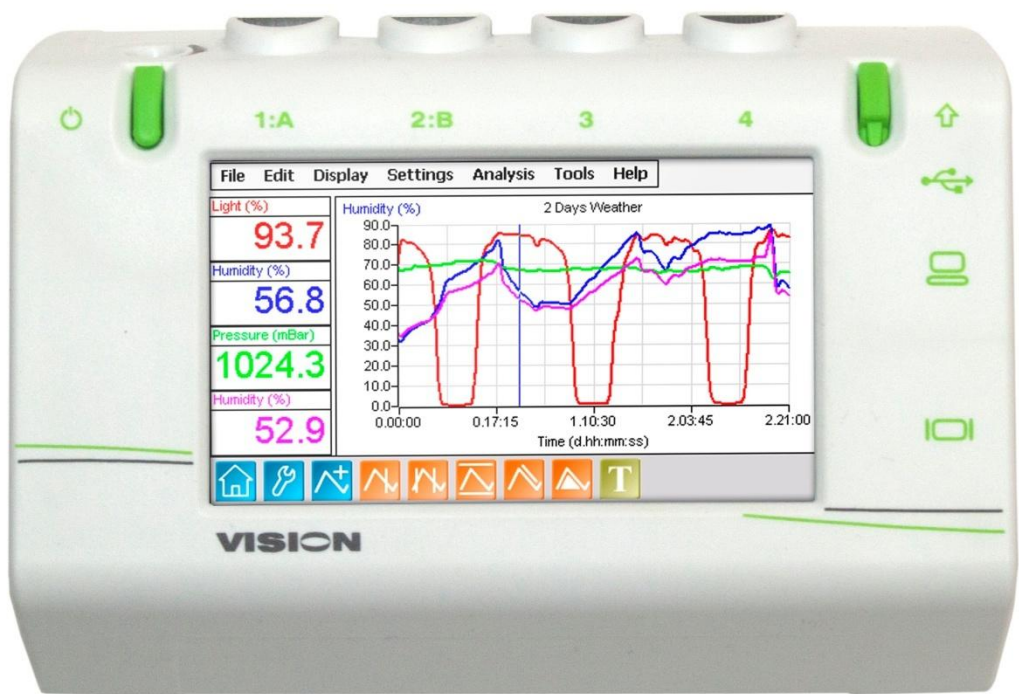 1:A 2:B 3 4
File Edit Display Settings Analysis Tools Help
Light (%)
93.7
Humidity (%)
56.8
Pressure (mBar)
1024.3
Humidity (%)
52.9
Humidity (%) 2 Days Weather
90.0
80.0
70.0
60.0
50.0
40.0
30.0
20.0
10.0
0.0
0.00:00 0.17:15 1.10:30 2.03:45 2.21:00
Time (d.hh:mm:ss)
T
VISION